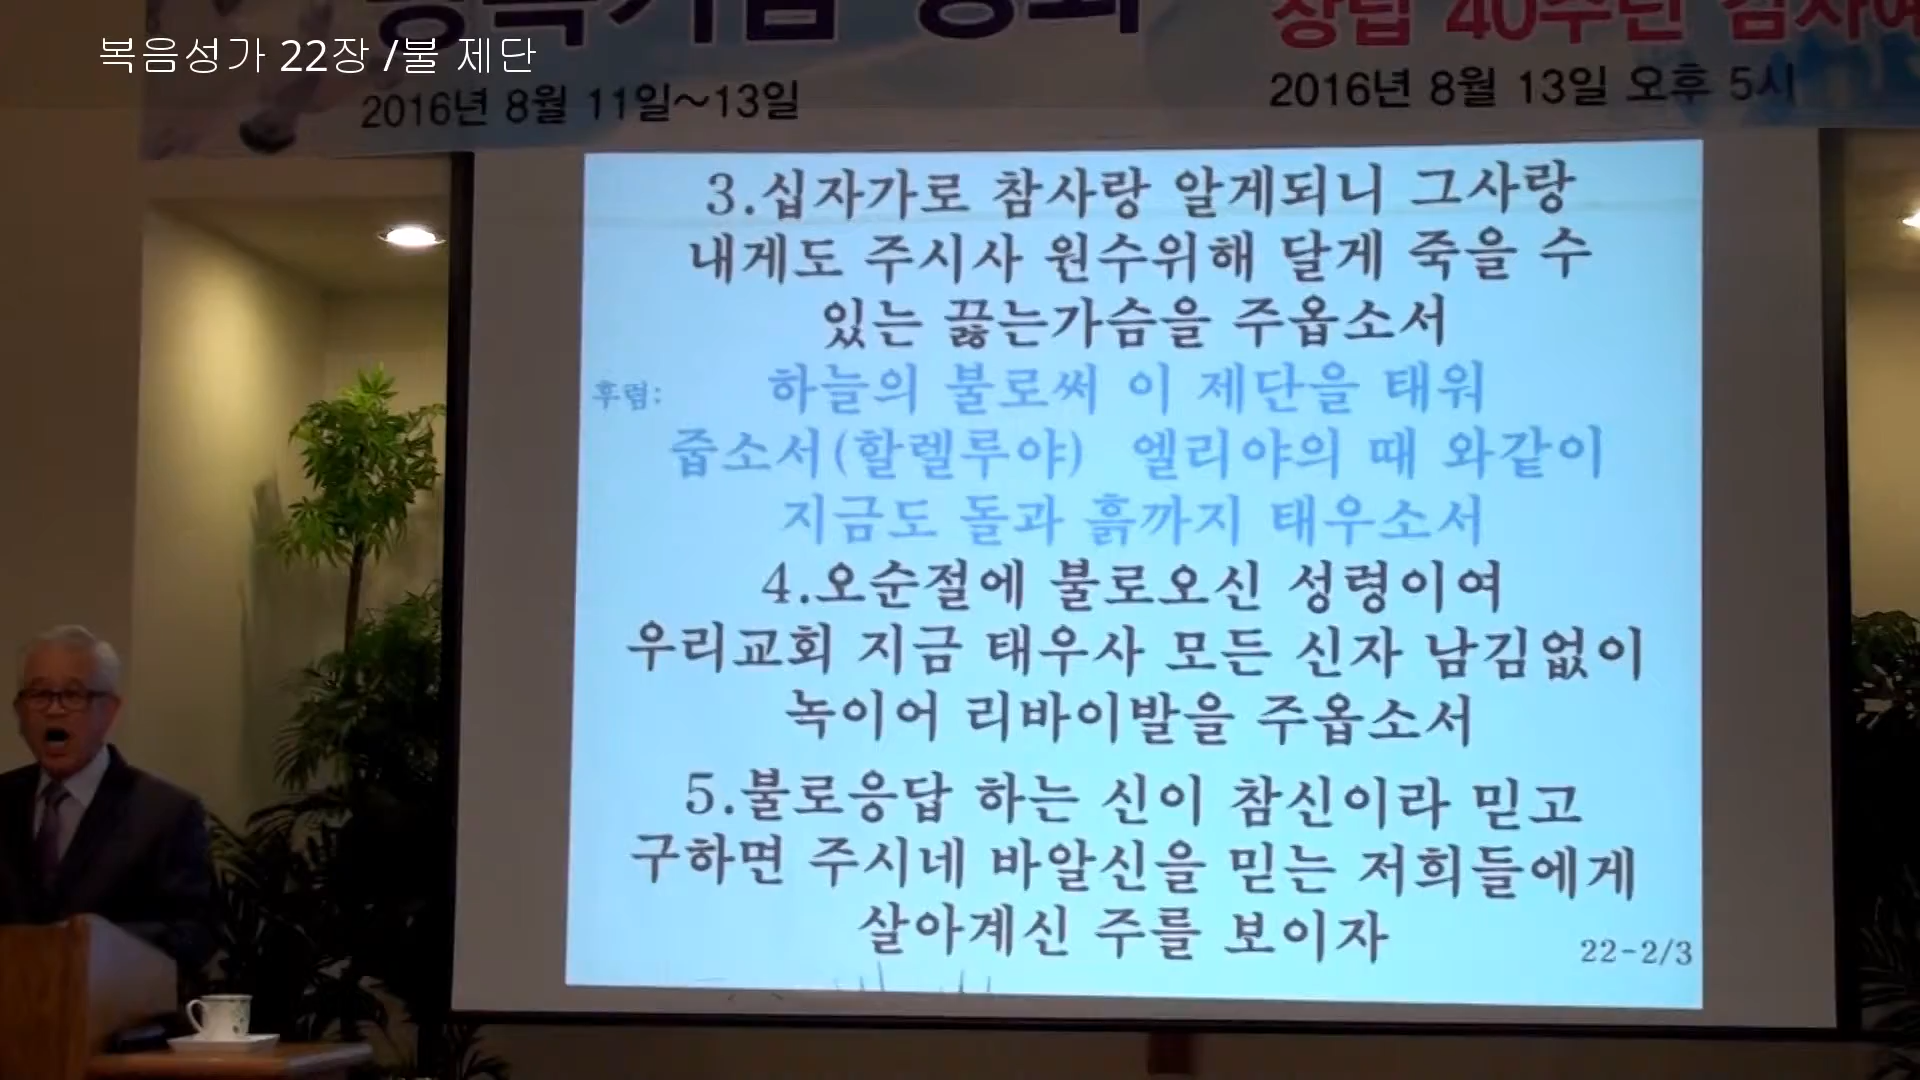 복음성가 22장 /불 제단
창립 40주년
2016년 8월 11일~13일
2016년 8월 13일 오후 5시
3.십자가로 참사랑 알게되니 그사랑
내게도 주시사 원수위해 달게 죽을 수
있는 끓는가슴을 주옵소서
후렴: 하늘의 불로써 이 제단을 태워
줍소서(할렐루야) 엘리야의 때 와같이
지금도 돌과 흙까지 태우소서
4.오순절에 불로오신 성령이여
우리교회 지금 태우사 모든 신자 남김없이
녹이어 리바이발을 주옵소서
5.불로응답 하는 신이 참신이라 믿고
구하면 주시네 바알신을 믿는 저희들에게
살아계신 주를 보이자
22-2/3